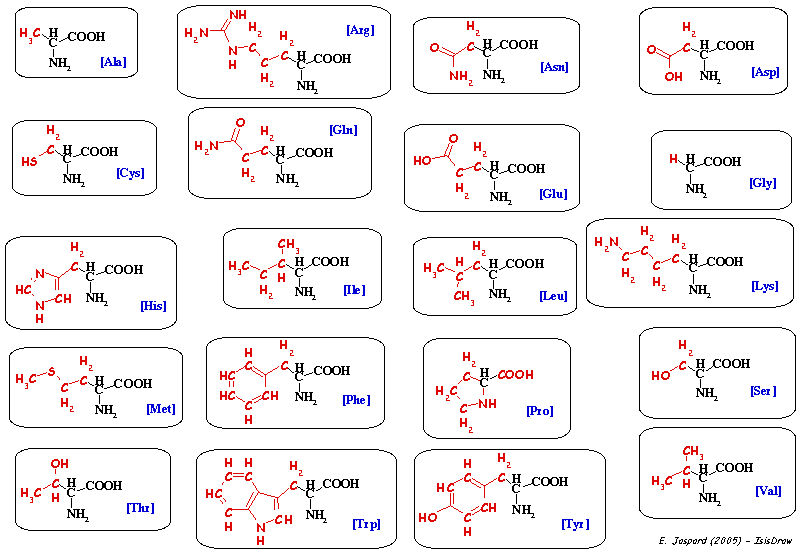 H3C C H COOH
NH2
[Ala]
NH
H2N C
N
H
H2
C
C
H2
H2
C
C H COOH
NH2
[Arg]
O
C
NH2
H2
C
C H COOH
NH2
[Asn]
O
C
OH
H2
C
C H COOH
NH2
[Asp]
HS
H2
C
C H COOH
NH2
[Cys]
O
H2N C
C
H2
H2
C
C H COOH
NH2
[Gln]
O
HO C
C
H2
H2
C
C H COOH
NH2
[Glu]
H C H COOH
NH2
[Gly]
H2
C
N
C
HC
CH
N
H
C H COOH
NH2
[His]
CH3
H3C C
H2
C
H
C H COOH
NH2
[Ile]
H3C C
H
CH3
H2
C
C H COOH
NH2
[Leu]
H2N
C
H2
H2
C
C
H2
H2
C
C H COOH
NH2
[Lys]
H3C S
C
H2
H2
C
C H COOH
NH2
[Met]
H
C
HC
C
HC
CH
C
H
H2
C
C H COOH
NH2
[Phe]
H2
C
H2C
C
H2
NH
C H COOH
[Pro]
HO
H2
C
C H COOH
NH2
[Ser]
OH
H3C C
H
C H COOH
NH2
[Thr]
H
C
HC
C
HC
C
H
C
C
N
H
CH
H2
C
C H COOH
NH2
[Trp]
H
C
HC
C
C
HO
C
H
CH
H2
C
C H COOH
NH2
[Tyr]
CH3
H3C C
H
C H COOH
NH2
[Val]
E. Jaspard (2005) - IsisDraw